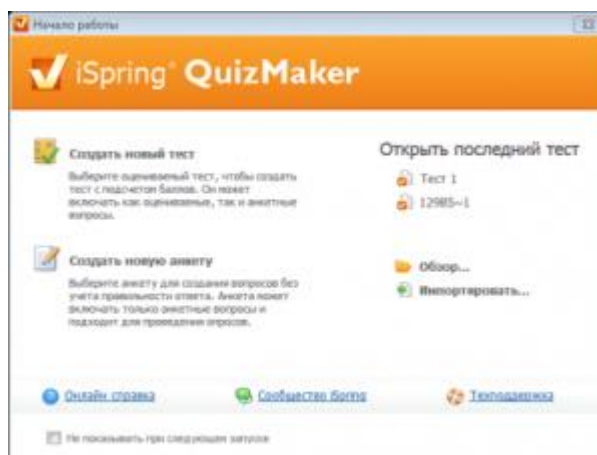 Начало работы
iSpring® QuizMaker
Создать новый тест
Выберите оцениваемый тест, чтобы создать
тест с подсчетом баллов. Он может
включать как оцениваемые, так и анкетные
вопросы.
Создать новую анкету
Выберите анкету для создания вопросов без
учета правильности ответа. Анкета может
включать только анкетные вопросы и
подходит для проведения опросов.
Открыть последний тест
Тест 1
12985~1
Обзор...
Импортировать...
Онлайн справка
Сообщество iSpring
Техподдержка
Не показывать при следующем запуске